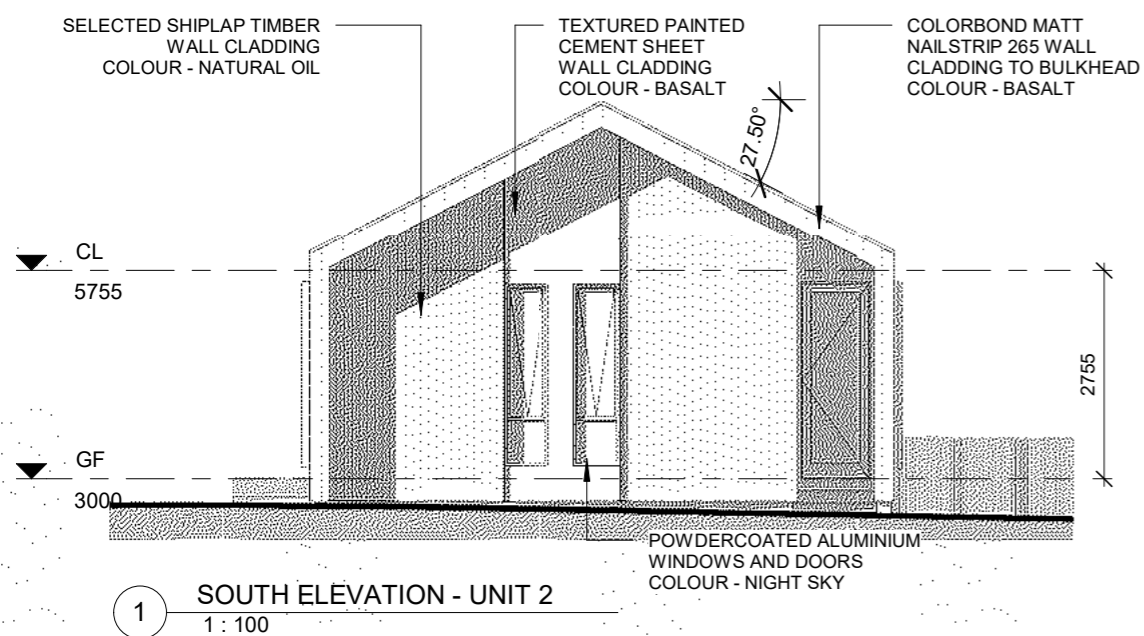 SELECTED SHIPLAP TIMBER
WALL CLADDING
COLOUR - NATURAL OIL
TEXTURED PAINTED
CEMENT SHEET
WALL CLADDING
COLOUR - BASALT
COLORBOND MATT
NAILSTRIP 265 WALL
CLADDING TO BULKHEAD
COLOUR - BASALT
27.50°
CL
5755
2755
GF
3000
POWDERCOATED ALUMINIUM
WINDOWS AND DOORS
COLOUR - NIGHT SKY
1
SOUTH ELEVATION - UNIT 2
1 : 100